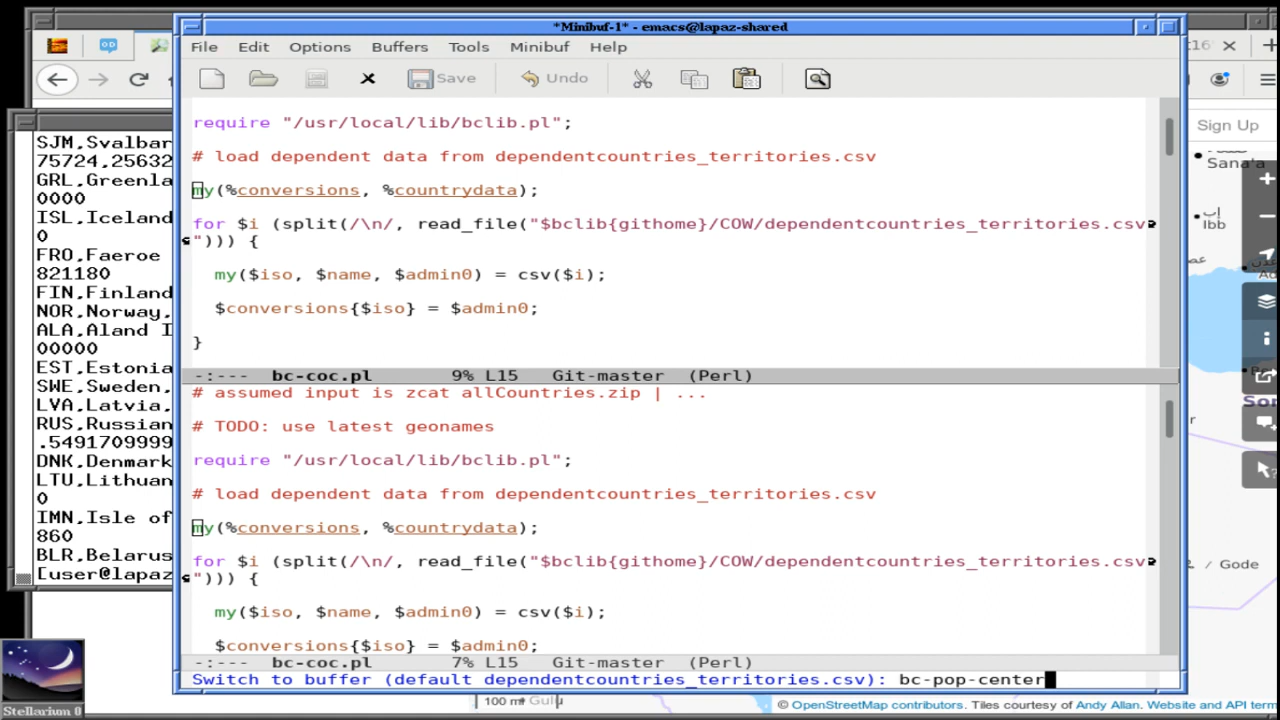 *Minibuf-1* - emacs@lapaz-shared
File Edit Options Buffers Tools Minibuf Help
Save Undo
require "/usr/local/lib/bclib.pl";
# load dependent data from dependentcountries_territories.csv
my(%conversions, %countrydata);
for $i (split(/\n/, read_file("$bclib{githome}/COW/dependentcountries_territories.csv
"))) {
my($iso, $name, $admin0) = csv($i);
$conversions{$iso} = $admin0;
}
-:--- bc-coc.pl 9% L15 Git-master (Perl)
# assumed input is zcat allCountries.zip | ...
# TODO: use latest geonames
require "/usr/local/lib/bclib.pl";
# load dependent data from dependentcountries_territories.csv
my(%conversions, %countrydata);
for $i (split(/\n/, read_file("$bclib{githome}/COW/dependentcountries_territories.csv
"))) {
my($iso, $name, $admin0) = csv($i);
$conversions{$iso} = $admin0;
-:--- bc-coc.pl 7% L15 Git-master (Perl)
Switch to buffer (default dependentcountries_territories.csv): bc-pop-center
SJM,Svalbar
75724,25632
GRL,Greenla
0000
ISL,Iceland
0
FRO,Faeroe
821180
FIN,Finland
NOR,Norway,
ALA,Aland I
00000
EST,Estonia
SWE,Sweden,
LVA,Latvia,
RUS,Russian
.5491709999
DNK,Denmark
LTU,Lithuan
0
IMN,Isle of
860
BLR,Belarus
[user@lapaz
Stellarium 0
Sign Up
Sana'a
إب
Ibb
/ Gode
100 mi
© OpenStreetMap contributors. Tiles courtesy of Andy Allan. Website and API term